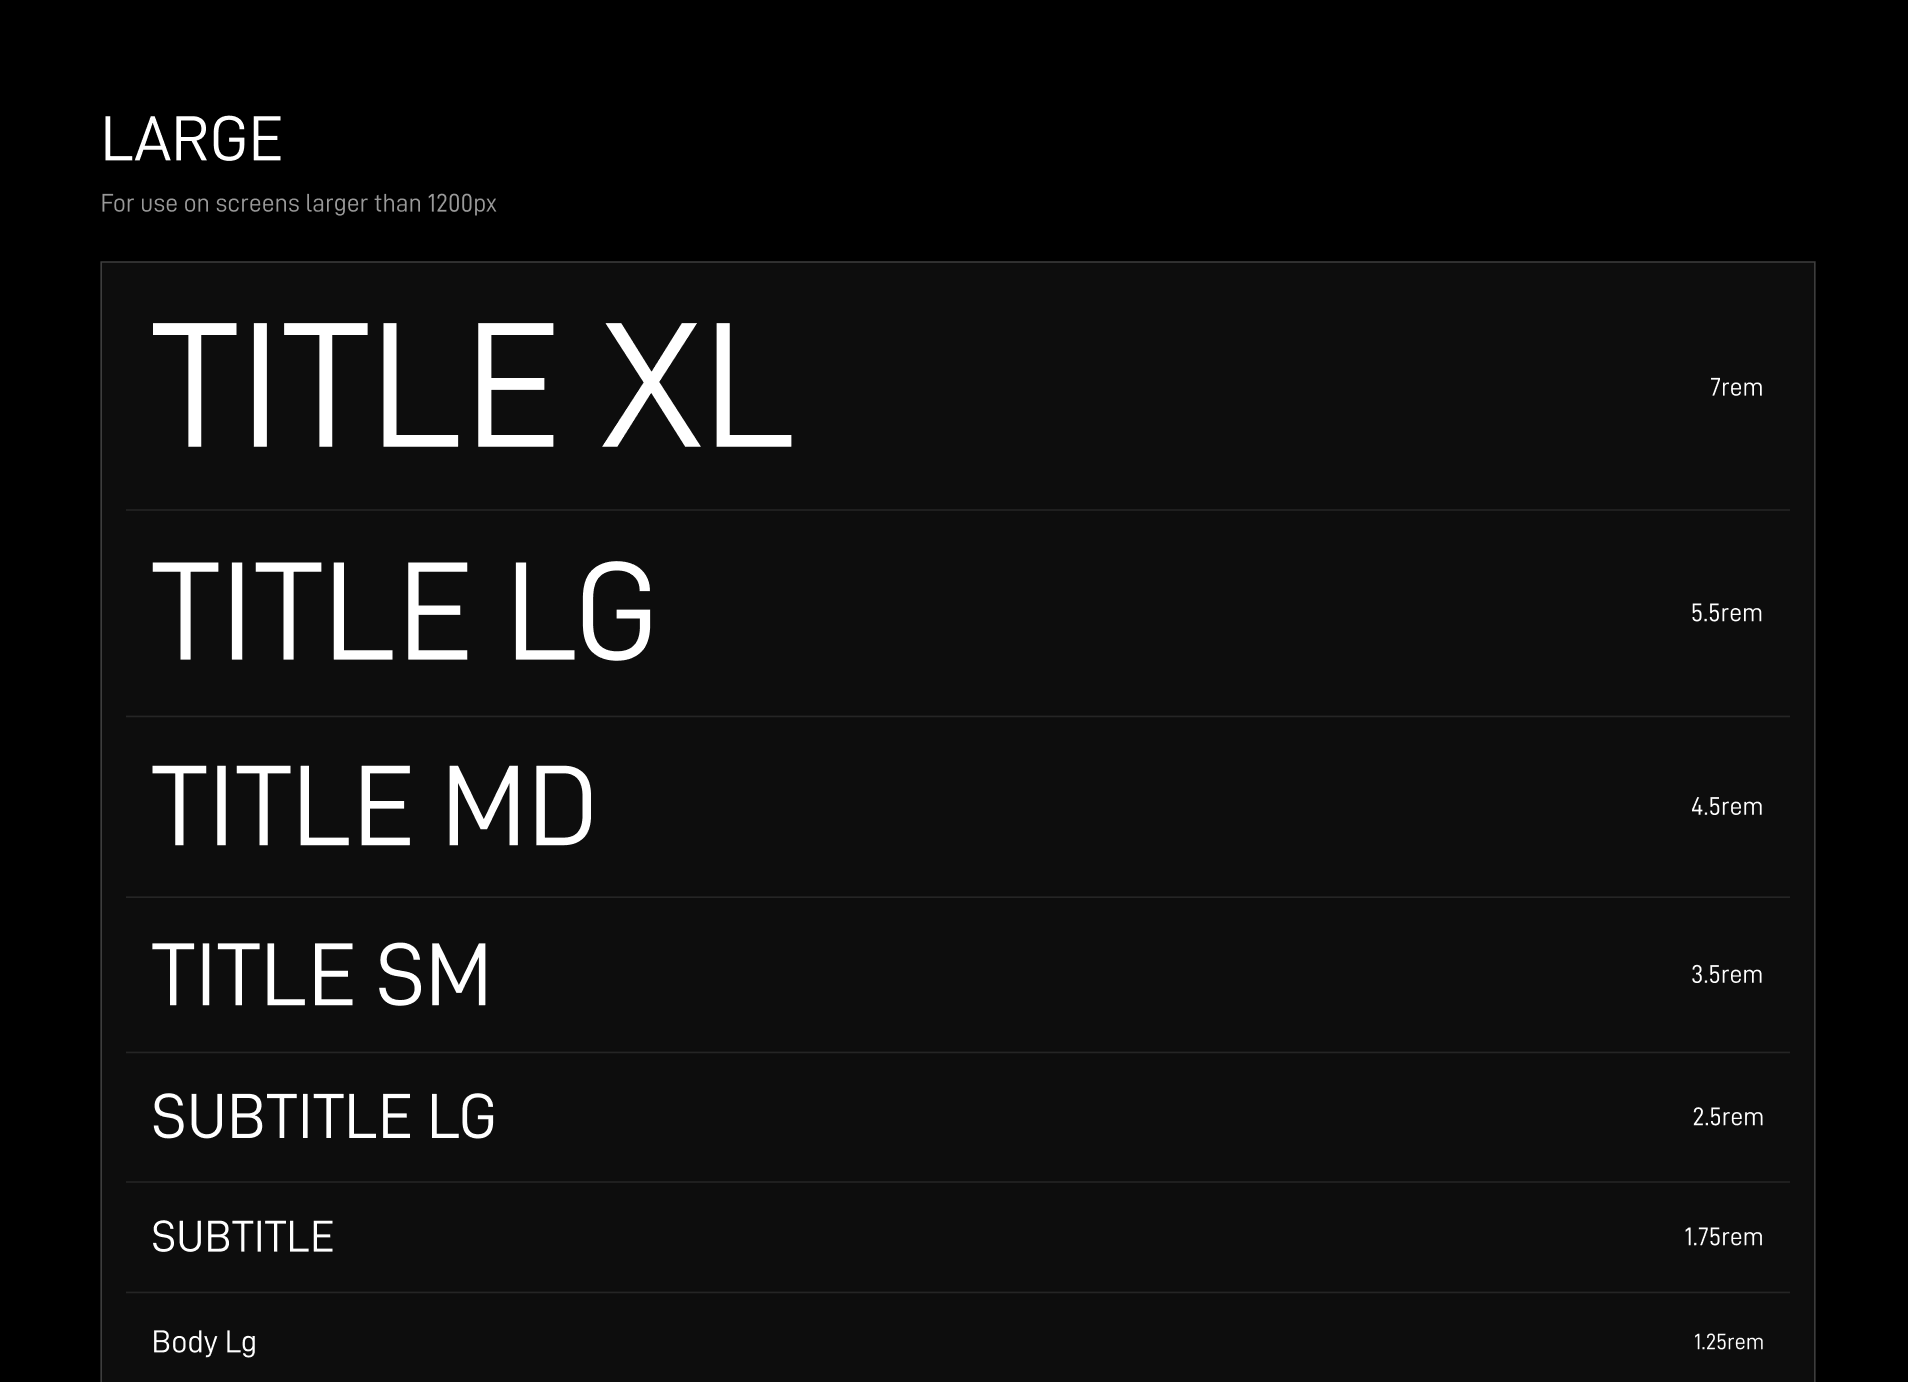 LARGE
For use on screens larger than 1200px
TITLE XL 7rem
TITLE LG 5.5rem
TITLE MD 4.5rem
TITLE SM 3.5rem
SUBTITLE LG 2.5rem
SUBTITLE 1.75rem
Body Lg 1.25rem